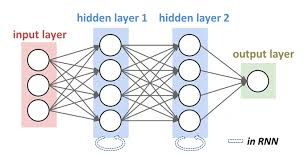 hidden layer 1
hidden layer 2
input layer
output layer
in RNN